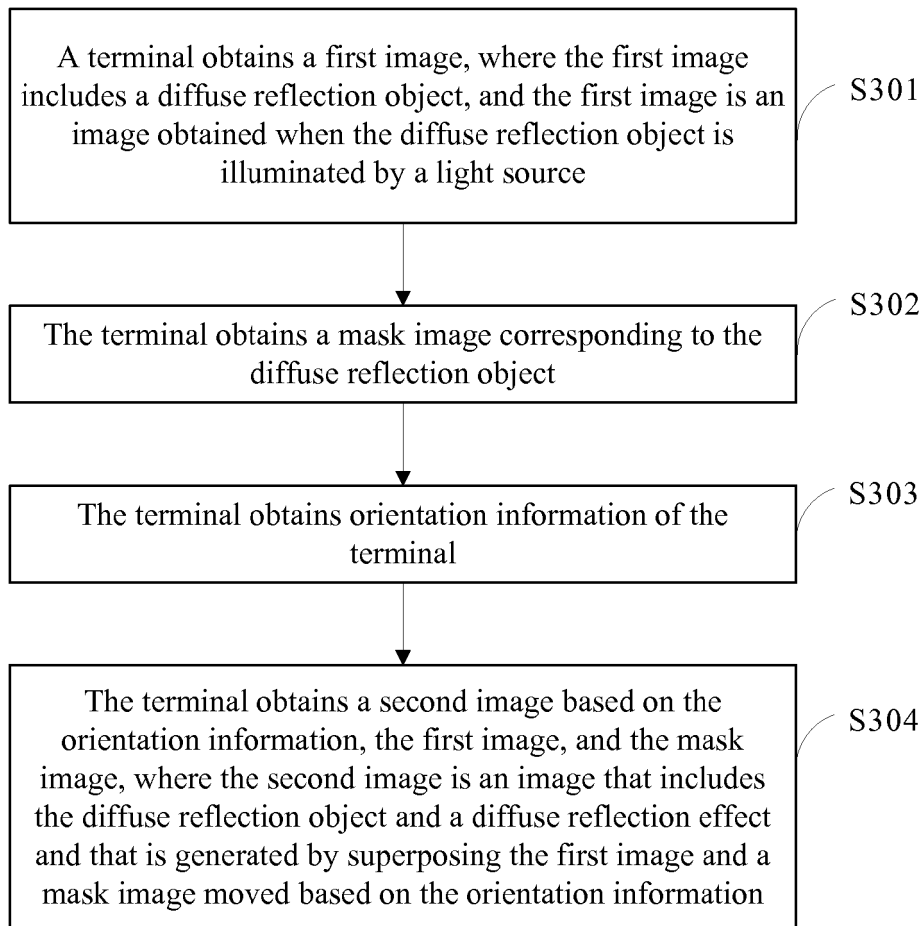 A terminal obtains a first image, where the first image
includes a diffuse reflection object, and the first image is an
image obtained when the diffuse reflection object is
illuminated by a light source
S301
The terminal obtains a mask image corresponding to the
diffuse reflection object
S302
The terminal obtains orientation information of the
terminal
S303
The terminal obtains a second image based on the
orientation information, the first image, and the mask
image, where the second image is an image that includes
the diffuse reflection object and a diffuse reflection effect
and that is generated by superposing the first image and a
mask image moved based on the orientation information
S304